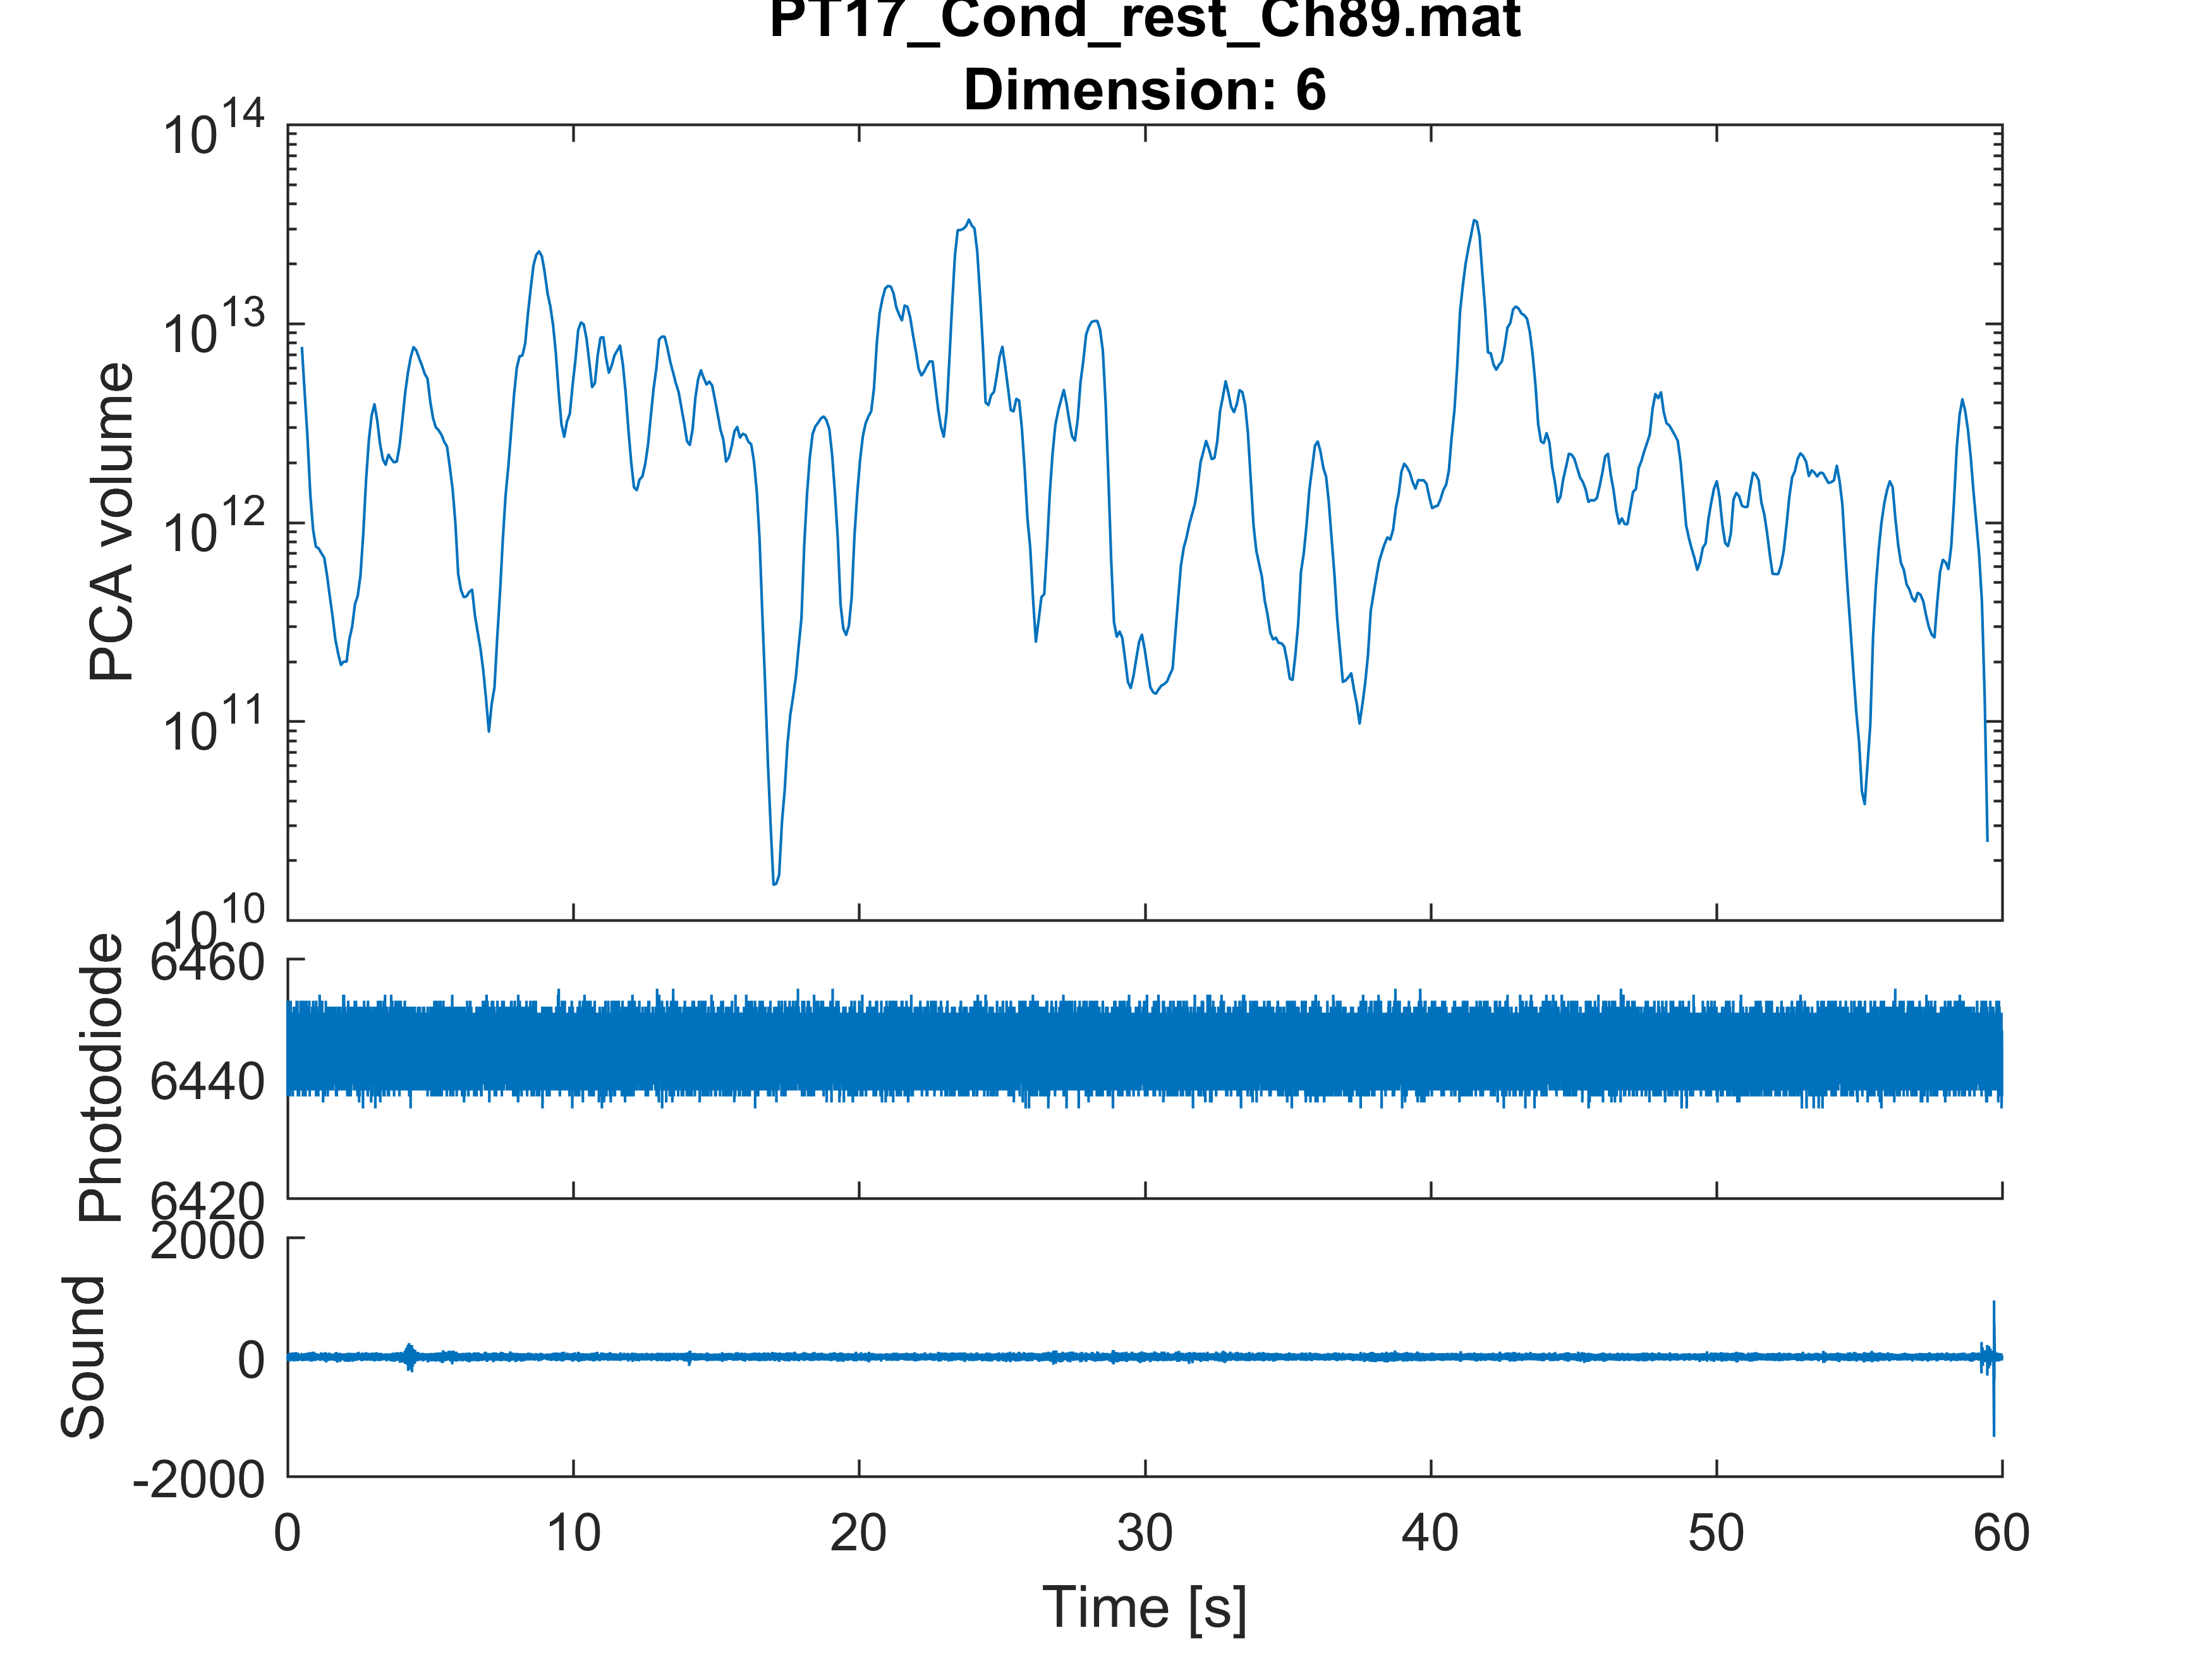 PT17_Cond_rest_Ch89.mat
Dimension: 6
10^14
10^13
10^12
10^11
10^10
PCA volume
6460
6440
6420
Photodiode
2000
0
-2000
Sound
0 10 20 30 40 50 60
Time [s]